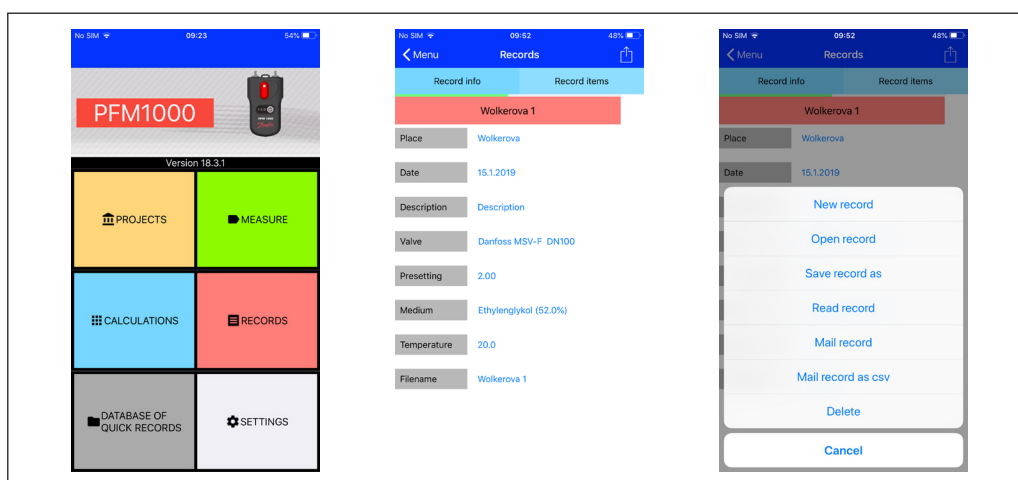 No SIM 09:23 54%
PFM1000
PFM 1000
Danfoss
Version 18.3.1
PROJECTS
MEASURE
CALCULATIONS
RECORDS
DATABASE OF
QUICK RECORDS
SETTINGS
No SIM 09:52 48%
Menu Records
Record info Record items
Wolkerova 1
Place Wolkerova
Date 15.1.2019
Description Description
Valve Danfoss MSV-F DN100
Presetting 2.00
Medium Ethylenglykol (52.0%)
Temperature 20.0
Filename Wolkerova 1
No SIM 09:52 48%
Menu Records
Record info Record items
Wolkerova 1
Place Wolkerova
Date 15.1.2019
New record
Open record
Save record as
Read record
Mail record
Mail record as csv
Delete
Cancel